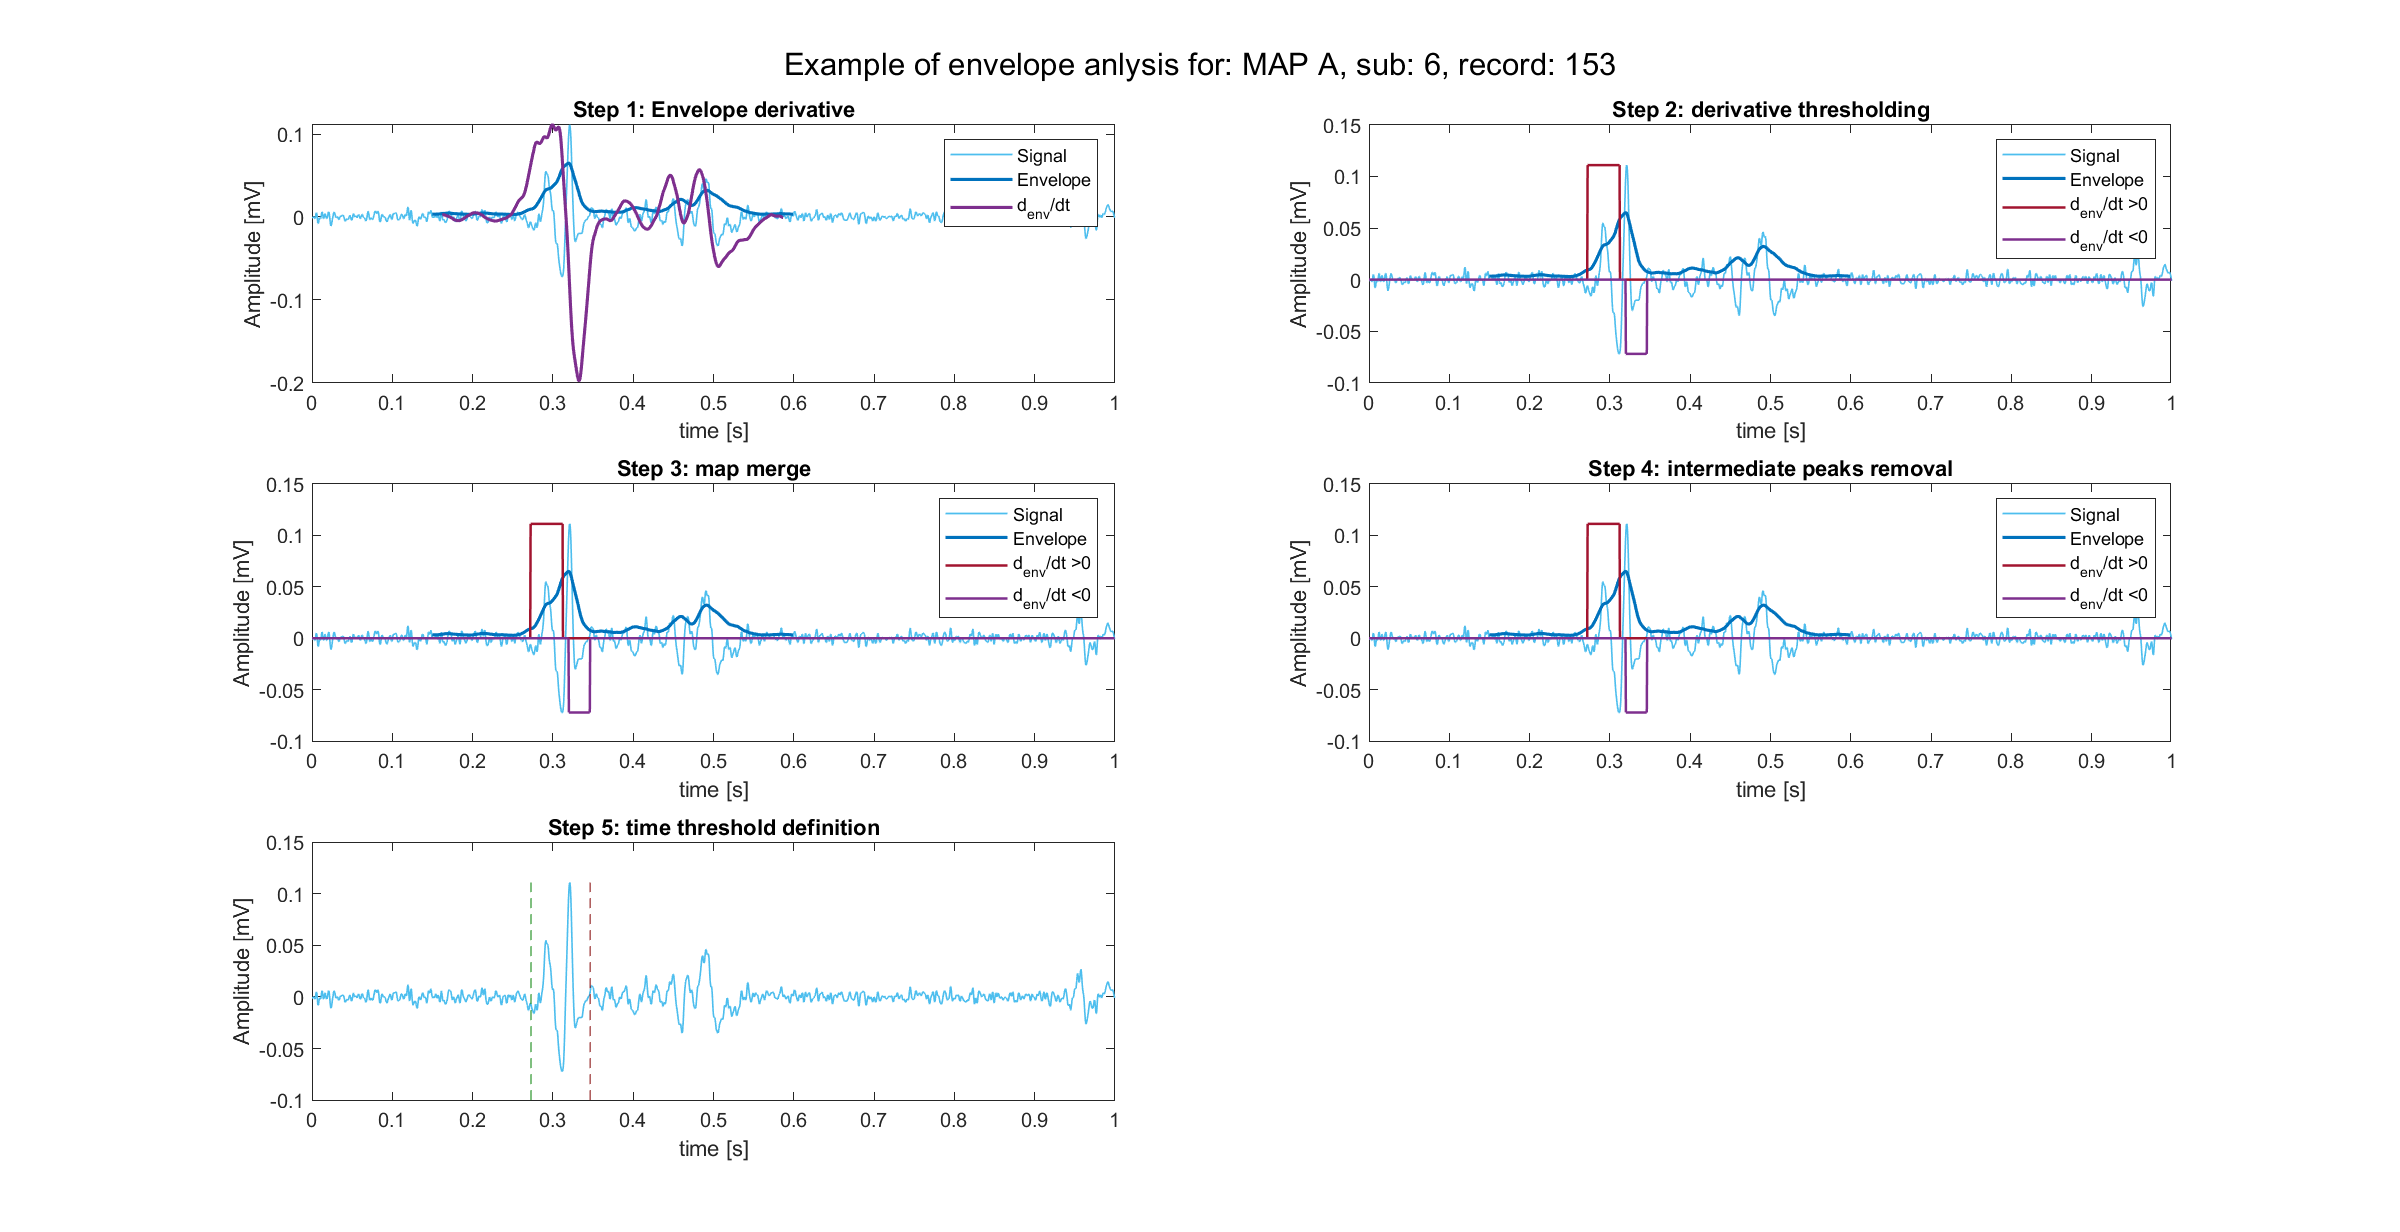 Example of envelope anlysis for: MAP A, sub: 6, record: 153
Step 1: Envelope derivative
0.1
0
-0.1
-0.2
Amplitude [mV]
0 0.1 0.2 0.3 0.4 0.5 0.6 0.7 0.8 0.9 1
time [s]
Signal
Envelope
d_env/dt
Step 2: derivative thresholding
0.15
0.1
0.05
0
-0.05
-0.1
Amplitude [mV]
0 0.1 0.2 0.3 0.4 0.5 0.6 0.7 0.8 0.9 1
time [s]
Signal
Envelope
d_env/dt >0
d_env/dt <0
Step 3: map merge
0.15
0.1
0.05
0
-0.05
-0.1
Amplitude [mV]
0 0.1 0.2 0.3 0.4 0.5 0.6 0.7 0.8 0.9 1
time [s]
Signal
Envelope
d_env/dt >0
d_env/dt <0
Step 4: intermediate peaks removal
0.15
0.1
0.05
0
-0.05
-0.1
Amplitude [mV]
0 0.1 0.2 0.3 0.4 0.5 0.6 0.7 0.8 0.9 1
time [s]
Signal
Envelope
d_env/dt >0
d_env/dt <0
Step 5: time threshold definition
0.15
0.1
0.05
0
-0.05
-0.1
Amplitude [mV]
0 0.1 0.2 0.3 0.4 0.5 0.6 0.7 0.8 0.9 1
time [s]